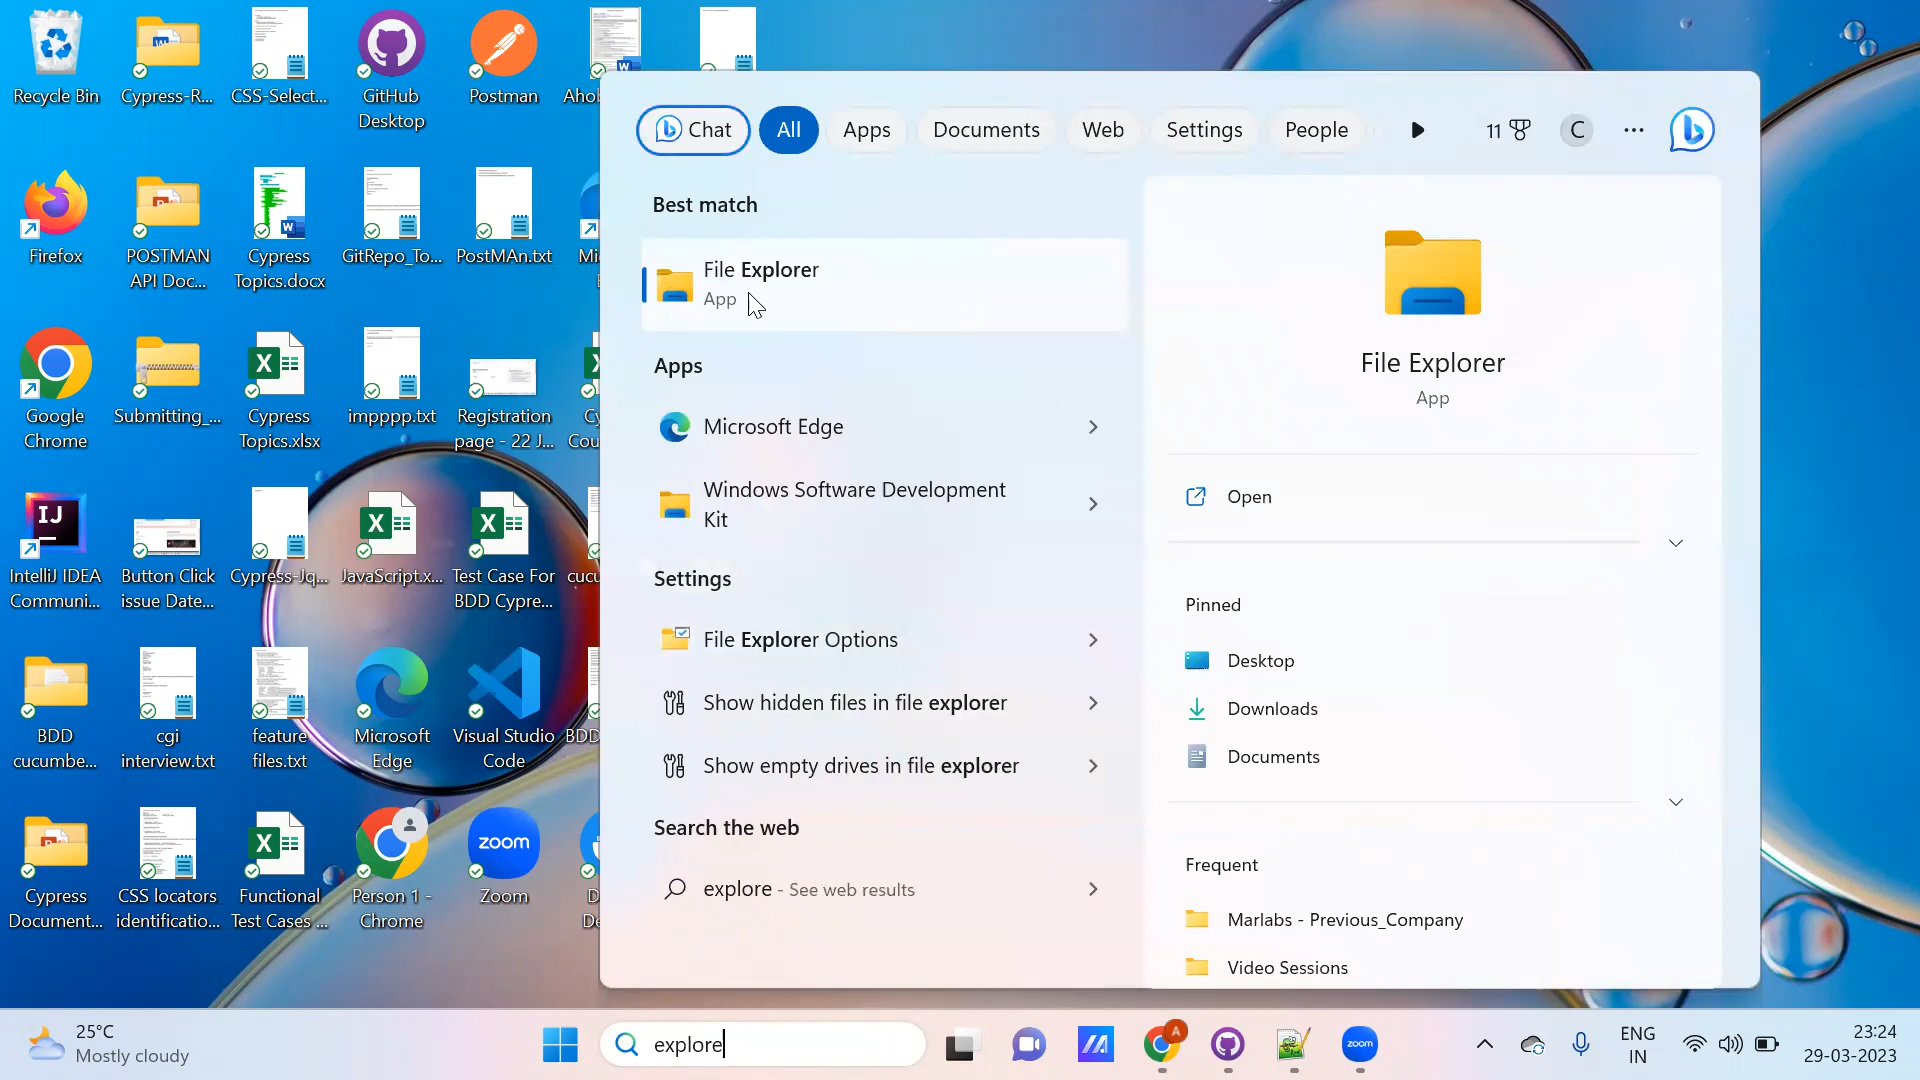 Recycle Bin
Cypress-R...
CSS-Select...
GitHub
Desktop
Postman
Firefox
POSTMAN
API Doc...
Cypress
Topics.docx
GitRepo_To...
PostMAn.txt
Google
Chrome
Submitting_...
Cypress
Topics.xlsx
impppp.txt
Registration
page - 22 J...
IJ
IntelliJ IDEA
Communi...
Button Click
issue Date...
Cypress-Jq...
JavaScript.x...
Test Case For
BDD Cypre...
BDD
cucumbe...
cgi
interview.txt
feature
files.txt
Microsoft
Edge
Visual Studio
Code
BDD
Cypress
Document...
CSS locators
identificatio...
Functional
Test Cases ...
Person 1 -
Chrome
zoom
Zoom
Chat
All
Apps
Documents
Web
Settings
People
11
C
Best match
File Explorer
App
Apps
Microsoft Edge
Windows Software Development
Kit
Settings
File Explorer Options
Show hidden files in file explorer
Show empty drives in file explorer
Search the web
explore - See web results
File Explorer
App
Open
Pinned
Desktop
Downloads
Documents
Frequent
Marlabs - Previous_Company
Video Sessions
25°C
Mostly cloudy
explore
A
zoom
ENG
IN
23:24
29-03-2023